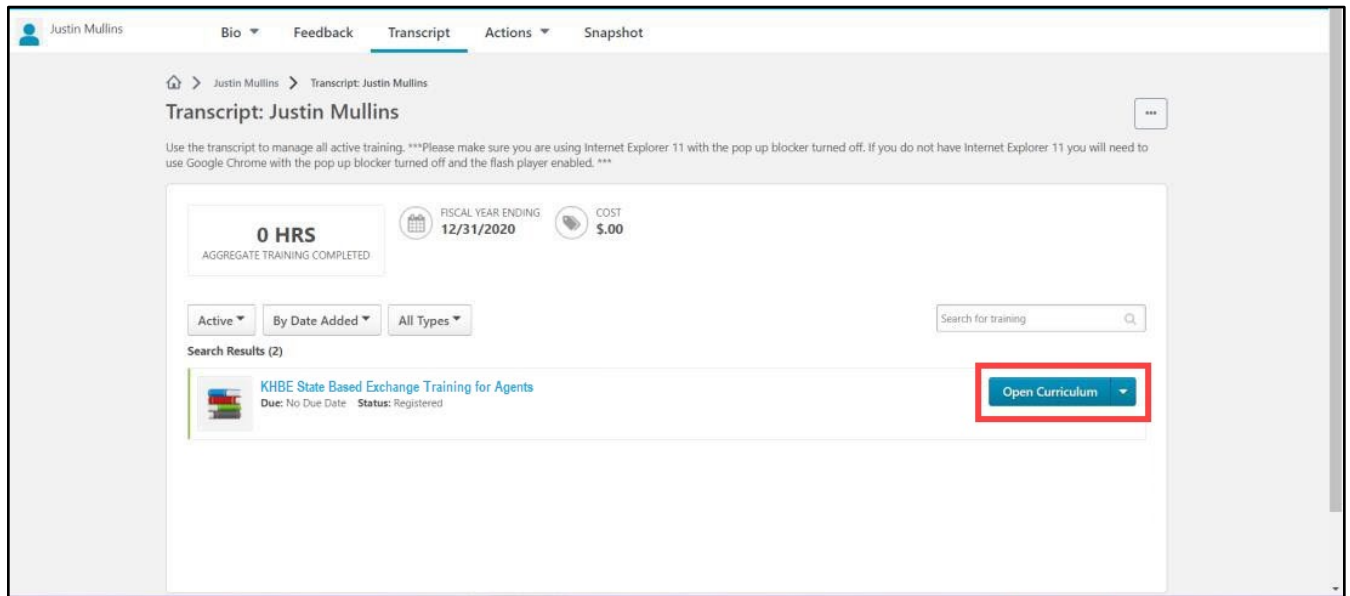 Justin Mullins
Bio Feedback Transcript Actions Snapshot
Justin Mullins Transcript: Justin Mullins
Transcript: Justin Mullins
...
Use the transcript to manage all active training. ***Please make sure you are using Internet Explorer 11 with the pop up blocker turned off. If you do not have Internet Explorer 11 you will need to
use Google Chrome with the pop up blocker turned off and the flash player enabled. ***
0 HRS
AGGREGATE TRAINING COMPLETED
FISCAL YEAR ENDING
12/31/2020
COST
$.00
Active By Date Added All Types Search for training
Search Results (2)
KHBE State Based Exchange Training for Agents
Due: No Due Date Status: Registered
Open Curriculum